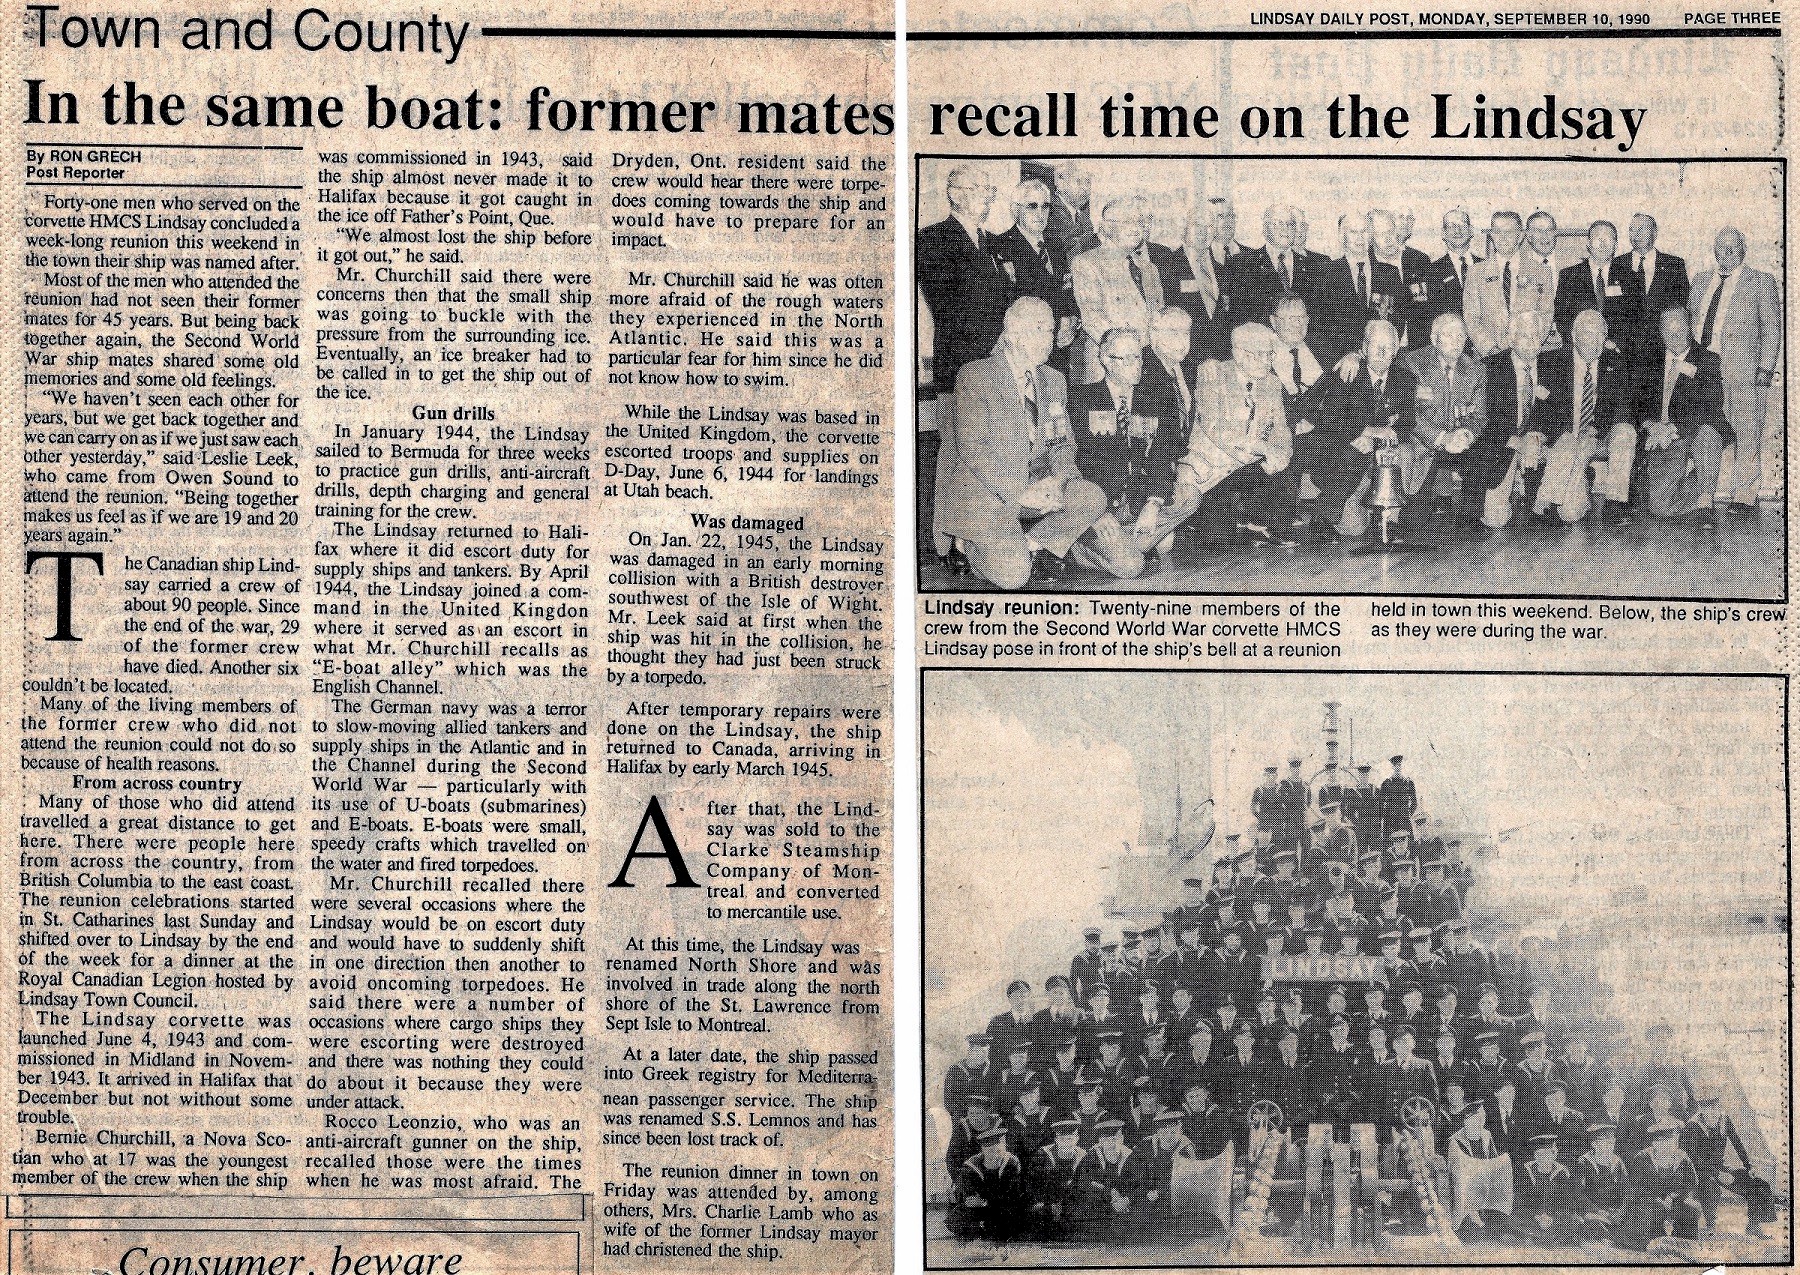 Town and County
LINDSAY DAILY POST, MONDAY, SEPTEMBER 10, 1990 PAGE THREE
In the same boat: former mates recall time on the Lindsay
By RON GRECH
Post Reporter
Forty-one men who served on the
corvette HMCS Lindsay concluded a
week-long reunion this weekend in
the town their ship was named after.
Most of the men who attended the
reunion had not seen their former
mates for 45 years. But being back
together again, the Second World
War ship mates shared some old
memories and some old feelings.
“We haven’t seen each other for
years, but we get back together and
we can carry on as if we just saw each
other yesterday,” said Leslie Leek,
who came from Owen Sound to
attend the reunion. “Being together
makes us feel as if we are 19 and 20
years again.”
The Canadian ship Lind-
say carried a crew of
about 90 people. Since
the end of the war, 29
of the former crew
have died. Another six
couldn’t be located.
Many of the living members of
the former crew who did not
attend the reunion could not do so
because of health reasons.
From across country
Many of those who did attend
travelled a great distance to get
here. There were people here
from across the country, from
British Columbia to the east coast.
The reunion celebrations started
in St. Catharines last Sunday and
shifted over to Lindsay by the end
of the week for a dinner at the
Royal Canadian Legion hosted by
Lindsay Town Council.
The Lindsay corvette was
launched June 4, 1943 and com-
missioned in Midland in Novem-
ber 1943. It arrived in Halifax that
December but not without some
trouble.
Bernie Churchill, a Nova Sco-
tian who at 17 was the youngest
member of the crew when the ship
was commissioned in 1943, said
the ship almost never made it to
Halifax because it got caught in
the ice off Father’s Point, Que.
“We almost lost the ship before
it got out,” he said.
Mr. Churchill said there were
concerns then that the small ship
was going to buckle with the
pressure from the surrounding ice.
Eventually, an ice breaker had to
be called in to get the ship out of
the ice.
Gun drills
In January 1944, the Lindsay
sailed to Bermuda for three weeks
to practice gun drills, anti-aircraft
drills, depth charging and general
training for the crew.
The Lindsay returned to Hali-
fax where it did escort duty for
supply ships and tankers. By April
1944, the Lindsay joined a com-
mand in the United Kingdon
where it served as an escort in
what Mr. Churchill recalls as
“E-boat alley” which was the
English Channel.
The German navy was a terror
to slow-moving allied tankers and
supply ships in the Atlantic and in
the Channel during the Second
World War — particularly with
its use of U-boats (submarines)
and E-boats. E-boats were small,
speedy crafts which travelled on
the water and fired torpedoes.
Mr. Churchill recalled there
were several occasions where the
Lindsay would be on escort duty
and would have to suddenly shift
in one direction then another to
avoid oncoming torpedoes. He
said there were a number of
occasions where cargo ships they
were escorting were destroyed
and there was nothing they could
do about it because they were
under attack.
Rocco Leonzio, who was an
anti-aircraft gunner on the ship,
recalled those were the times
when he was most afraid. The
Dryden, Ont. resident said the
crew would hear there were torpe-
does coming towards the ship and
would have to prepare for an
impact.
Mr. Churchill said he was often
more afraid of the rough waters
they experienced in the North
Atlantic. He said this was a
particular fear for him since he did
not know how to swim.
While the Lindsay was based in
the United Kingdom, the corvette
escorted troops and supplies on
D-Day, June 6, 1944 for landings
at Utah beach.
Was damaged
On Jan. 22, 1945, the Lindsay
was damaged in an early morning
collision with a British destroyer
southwest of the Isle of Wight.
Mr. Leek said at first when the
ship was hit in the collision, he
thought they had just been struck
by a torpedo.
After temporary repairs were
done on the Lindsay, the ship
returned to Canada, arriving in
Halifax by early March 1945.
After that, the Lind-
say was sold to the
Clarke Steamship
Company of Mon-
treal and converted
to mercantile use.
At this time, the Lindsay was
renamed North Shore and was
involved in trade along the north
shore of the St. Lawrence from
Sept Isle to Montreal.
At a later date, the ship passed
into Greek registry for Mediterra-
nean passenger service. The ship
was renamed S.S. Lemnos and has
since been lost track of.
The reunion dinner in town on
Friday was attended by, among
others, Mrs. Charlie Lamb who as
wife of the former Lindsay mayor
had christened the ship.
Consumer, beware
Lindsay reunion: Twenty-nine members of the
crew from the Second World War corvette HMCS
Lindsay pose in front of the ship’s bell at a reunion
held in town this weekend. Below, the ship’s crew
as they were during the war.
LINDSAY